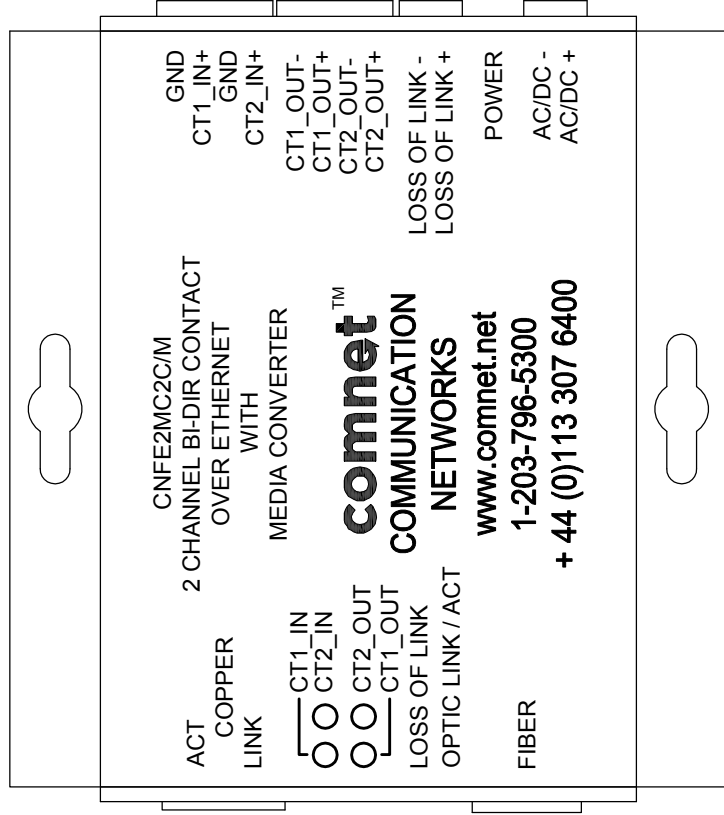 ACT
COPPER
LINK
CT1_IN
CT2_IN
CT2_OUT
CT1_OUT
LOSS OF LINK
OPTIC LINK / ACT
FIBER
CNFE2MC2C/M
2 CHANNEL BI-DIR CONTACT
OVER ETHERNET
WITH
MEDIA CONVERTER
comnet™
COMMUNICATION
NETWORKS
www.comnet.net
1-203-796-5300
+ 44 (0)113 307 6400
GND
CT1_IN+
GND
CT2_IN+
CT1_OUT-
CT1_OUT+
CT2_OUT-
CT2_OUT+
LOSS OF LINK -
LOSS OF LINK +
POWER
AC/DC -
AC/DC +